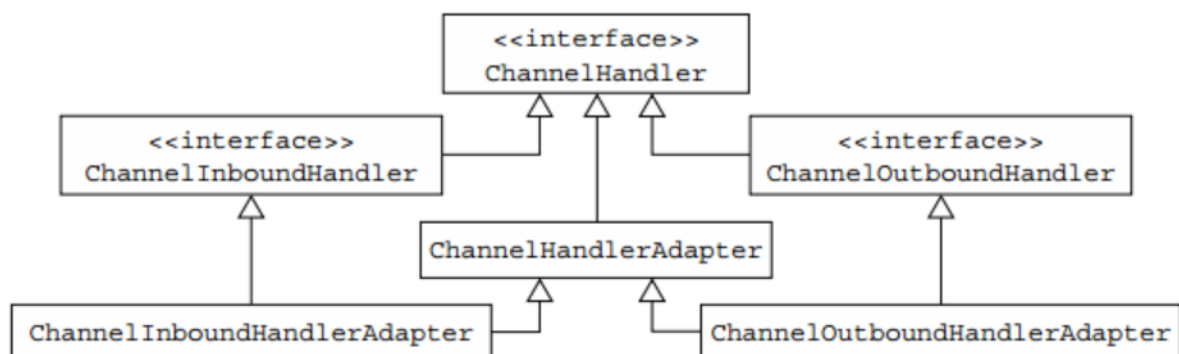 <<interface>>
ChannelHandler
<<interface>>
ChannelInboundHandler
<<interface>>
ChannelOutboundHandler
ChannelHandlerAdapter
ChannelInboundHandlerAdapter
ChannelOutboundHandlerAdapter